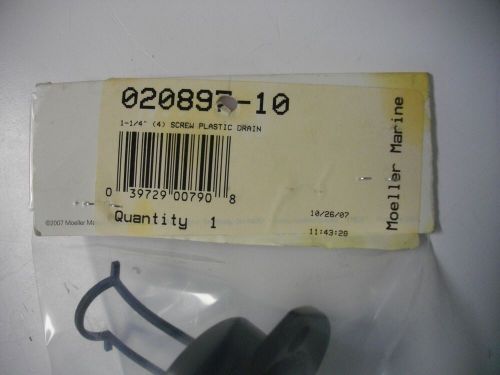 020897-10
1-1/4" (4) SCREW PLASTIC DRAIN
0 39729 00790 8
Quantity 1
10/26/07
11:43:28
Moeller Marine
©2007 Moeller Ma